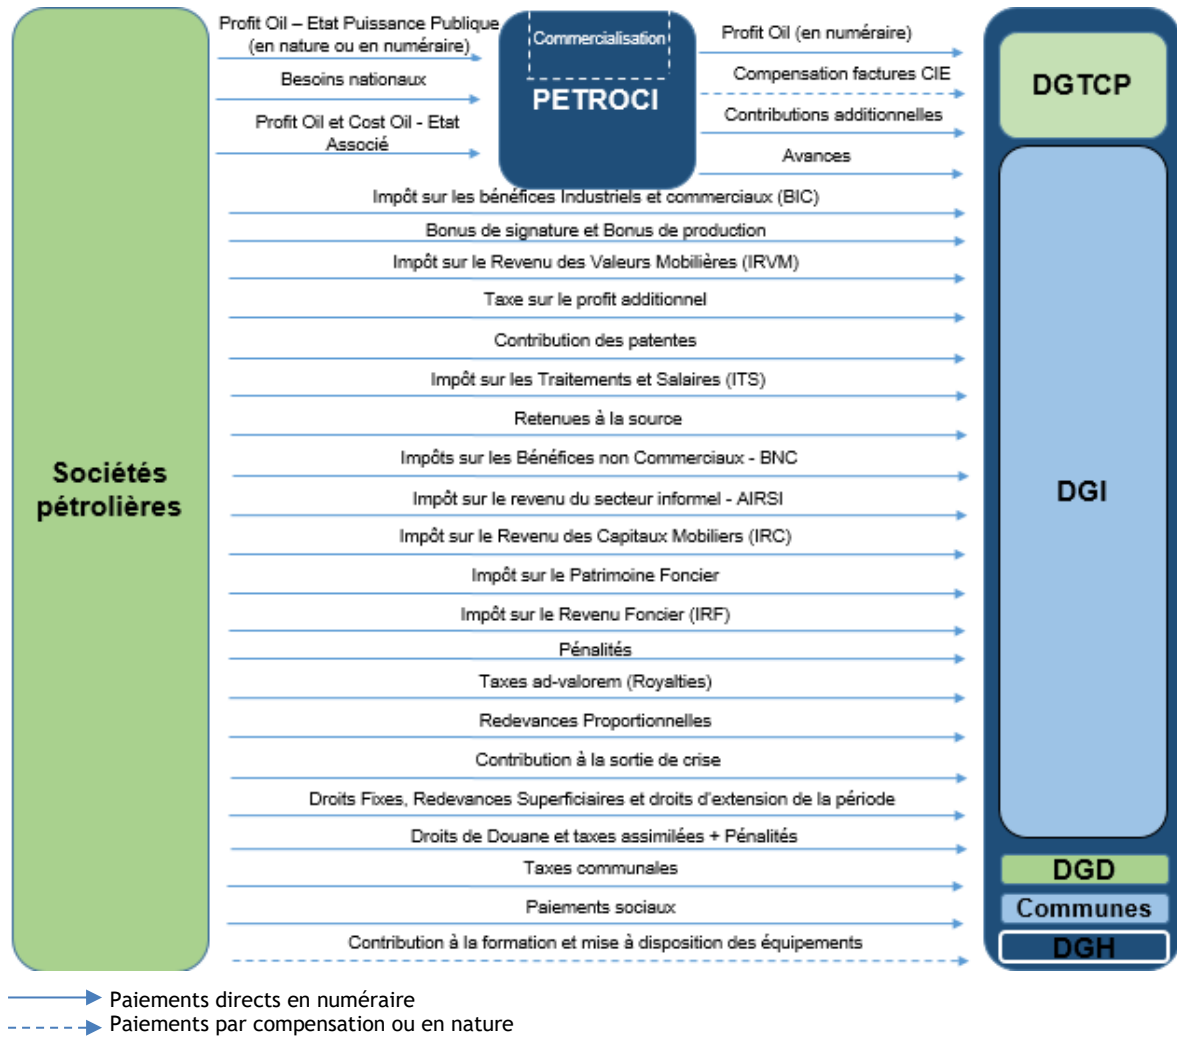 Profit Oil – Etat Puissance Publique
(en nature ou en numéraire)
Besoins nationaux
Profit Oil et Cost Oil - Etat
Associé
Commercialisation
PETROCI
Profit Oil (en numéraire)
Compensation factures CIE
Contributions additionnelles
Avances
DGTCP
Impôt sur les bénéfices Industriels et commerciaux (BIC)
Bonus de signature et Bonus de production
Impôt sur le Revenu des Valeurs Mobilières (IRVM)
Taxe sur le profit additionnel
Contribution des patentes
Impôt sur les Traitements et Salaires (ITS)
Retenues à la source
Impôts sur les Bénéfices non Commerciaux - BNC
Impôt sur le revenu du secteur informel - AIRSI
Impôt sur le Revenu des Capitaux Mobiliers (IRC)
Impôt sur le Patrimoine Foncier
Impôt sur le Revenu Foncier (IRF)
Pénalités
Taxes ad-valorem (Royalties)
Redevances Proportionnelles
Contribution à la sortie de crise
Droits Fixes, Redevances Superficiaires et droits d'extension de la période
Droits de Douane et taxes assimilées + Pénalités
Taxes communales
Paiements sociaux
Contribution à la formation et mise à disposition des équipements
Sociétés
pétrolières
DGI
DGD
Communes
DGH
Paiements directs en numéraire
Paiements par compensation ou en nature